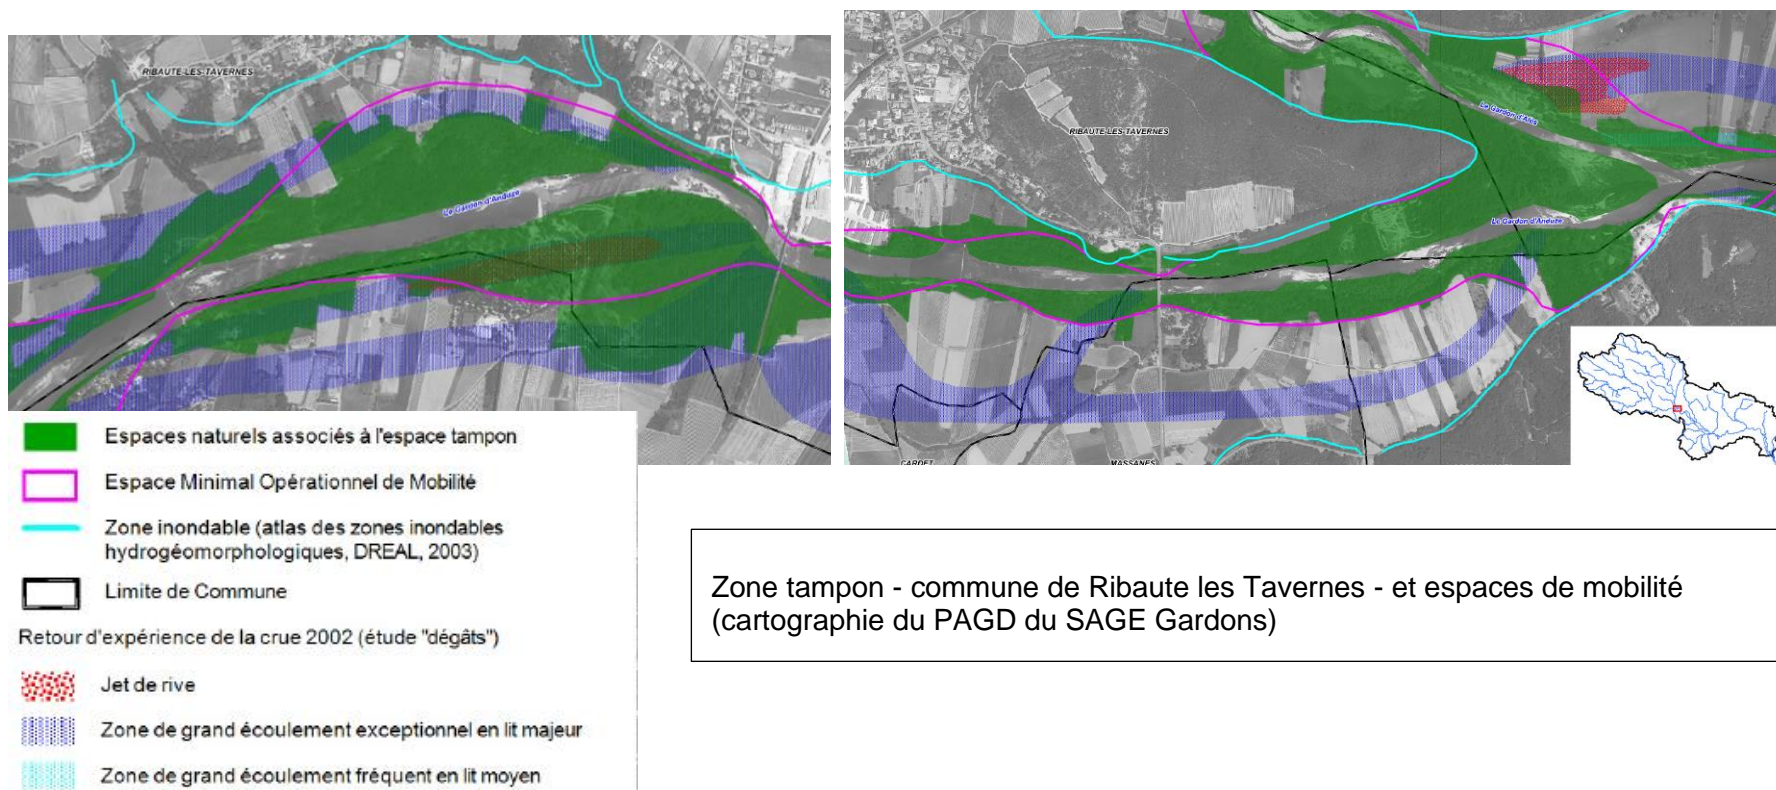 RIBAUTE-LES-TAVERNES
Le Gardon d'Anduze
RIBAUTE-LES-TAVERNES
Le Gardon d'Alès
Le Gardon d'Anduze
CARDET
MASSANES
Espaces naturels associés à l'espace tampon
Espace Minimal Opérationnel de Mobilité
Zone inondable (atlas des zones inondables
hydrogéomorphologiques, DREAL, 2003)
Limite de Commune
Retour d'expérience de la crue 2002 (étude "dégâts")
Jet de rive
Zone de grand écoulement exceptionnel en lit majeur
Zone de grand écoulement fréquent en lit moyen
Zone tampon - commune de Ribaute les Tavernes - et espaces de mobilité
(cartographie du PAGD du SAGE Gardons)